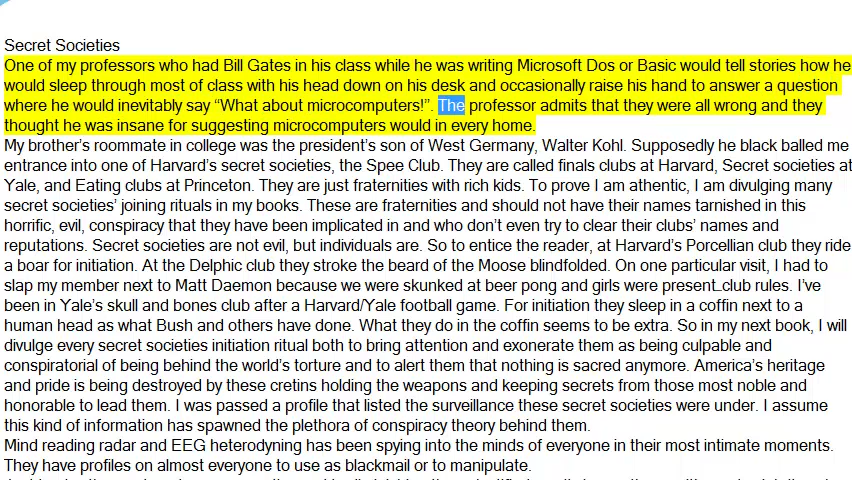 Secret Societies
One of my professors who had Bill Gates in his class while he was writing Microsoft Dos or Basic would tell stories how he
would sleep through most of class with his head down on his desk and occasionally raise his hand to answer a question
where he would inevitably say “What about microcomputers!”. The professor admits that they were all wrong and they
thought he was insane for suggesting microcomputers would in every home.
My brother’s roommate in college was the president’s son of West Germany, Walter Kohl. Supposedly he black balled me
entrance into one of Harvard’s secret societies, the Spee Club. They are called finals clubs at Harvard, Secret societies at
Yale, and Eating clubs at Princeton. They are just fraternities with rich kids. To prove I am athentic, I am divulging many
secret societies’ joining rituals in my books. These are fraternities and should not have their names tarnished in this
horrific, evil, conspiracy that they have been implicated in and who don’t even try to clear their clubs’ names and
reputations. Secret societies are not evil, but individuals are. So to entice the reader, at Harvard’s Porcellian club they ride
a boar for initiation. At the Delphic club they stroke the beard of the Moose blindfolded. On one particular visit, I had to
slap my member next to Matt Daemon because we were skunked at beer pong and girls were present_club rules. I’ve
been in Yale’s skull and bones club after a Harvard/Yale football game. For initiation they sleep in a coffin next to a
human head as what Bush and others have done. What they do in the coffin seems to be extra. So in my next book, I will
divulge every secret societies initiation ritual both to bring attention and exonerate them as being culpable and
conspiratorial of being behind the world’s torture and to alert them that nothing is sacred anymore. America’s heritage
and pride is being destroyed by these cretins holding the weapons and keeping secrets from those most noble and
honorable to lead them. I was passed a profile that listed the surveillance these secret societies were under. I assume
this kind of information has spawned the plethora of conspiracy theory behind them.
Mind reading radar and EEG heterodyning has been spying into the minds of everyone in their most intimate moments.
They have profiles on almost everyone to use as blackmail or to manipulate.